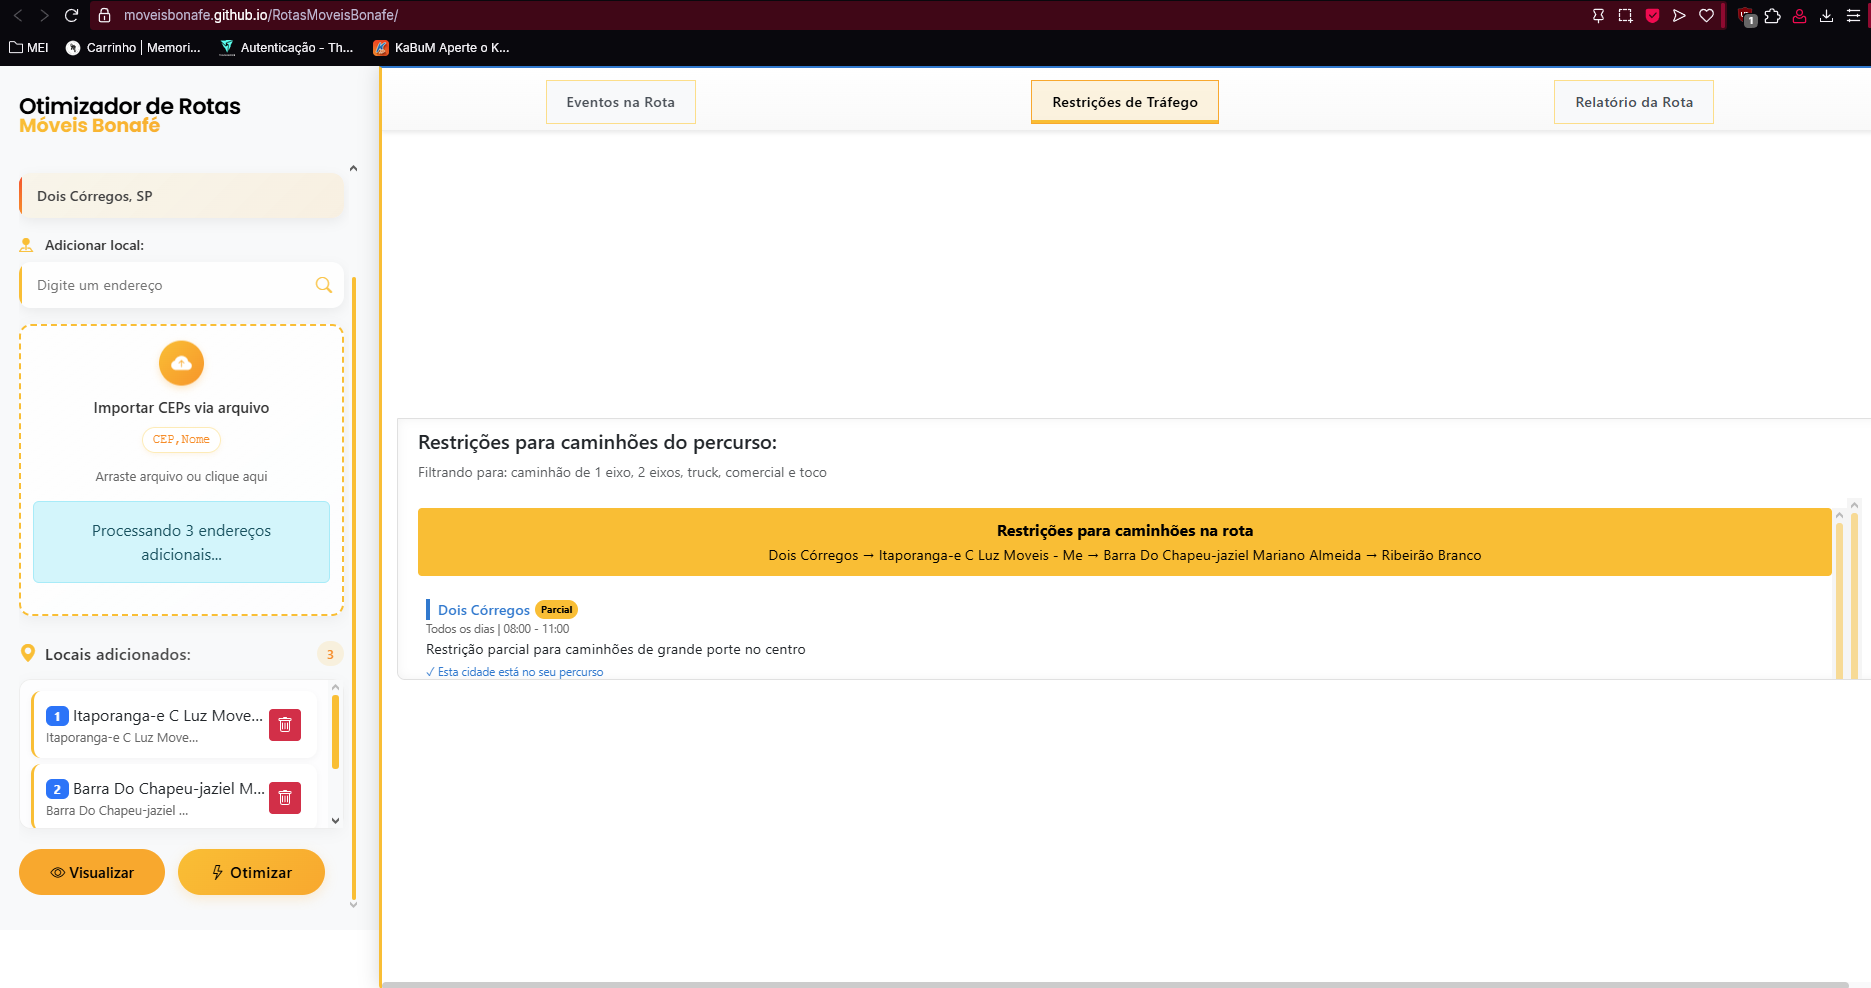 moveisbonafe.github.io/RotasMoveisBonafe/
1
MEI
Carrinho | Memori...
Autenticação - Th...
KaBuM Aperte o K...
Otimizador de Rotas
Móveis Bonafé
Eventos na Rota
Restrições de Tráfego
Relatório da Rota
Dois Córregos, SP
Adicionar local:
Digite um endereço
Importar CEPs via arquivo
CEP,Nome
Arraste arquivo ou clique aqui
Processando 3 endereços
adicionais...
Locais adicionados:
3
1 Itaporanga-e C Luz Move...
Itaporanga-e C Luz Move...
2 Barra Do Chapeu-jaziel M...
Barra Do Chapeu-jaziel ...
Visualizar
Otimizar
Restrições para caminhões do percurso:
Filtrando para: caminhão de 1 eixo, 2 eixos, truck, comercial e toco
Restrições para caminhões na rota
Dois Córregos → Itaporanga-e C Luz Moveis - Me → Barra Do Chapeu-jaziel Mariano Almeida → Ribeirão Branco
Dois Córregos Parcial
Todos os dias | 08:00 - 11:00
Restrição parcial para caminhões de grande porte no centro
✓ Esta cidade está no seu percurso